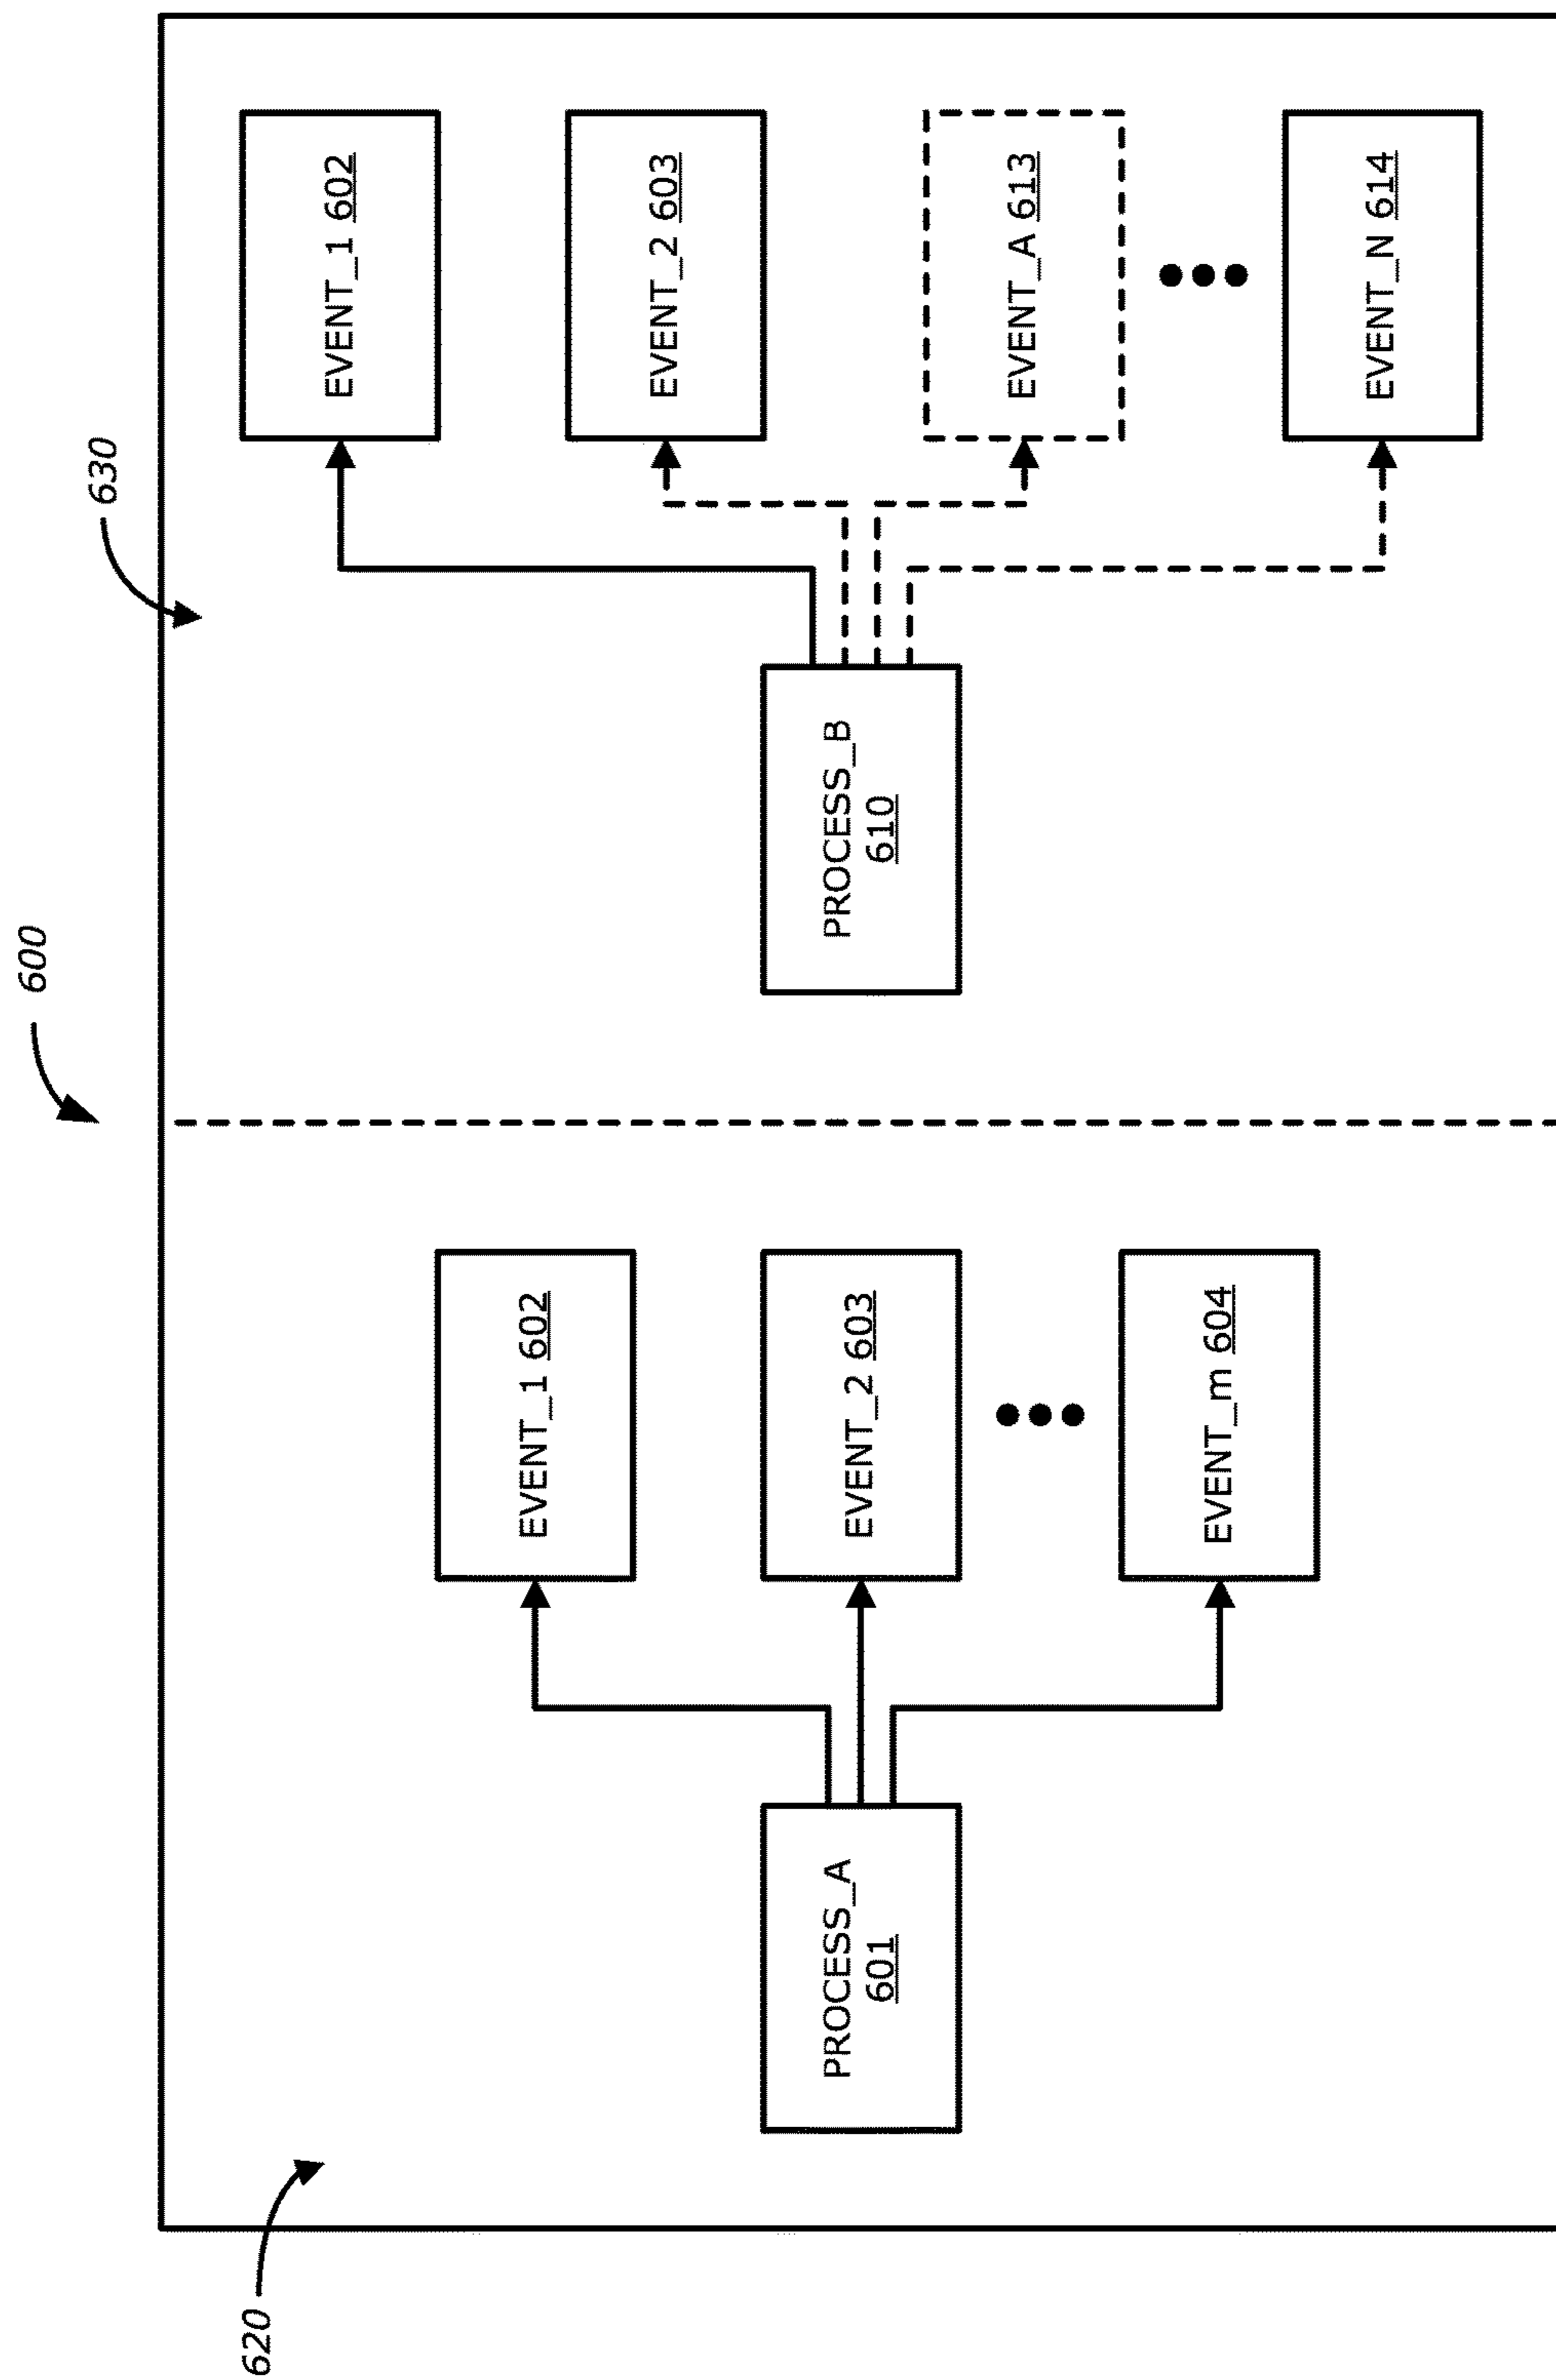 600
620
630
PROCESS_A
601
EVENT_1 602
EVENT_2 603
EVENT_m 604
PROCESS_B
610
EVENT_1 602
EVENT_2 603
EVENT_A 613
EVENT_N 614